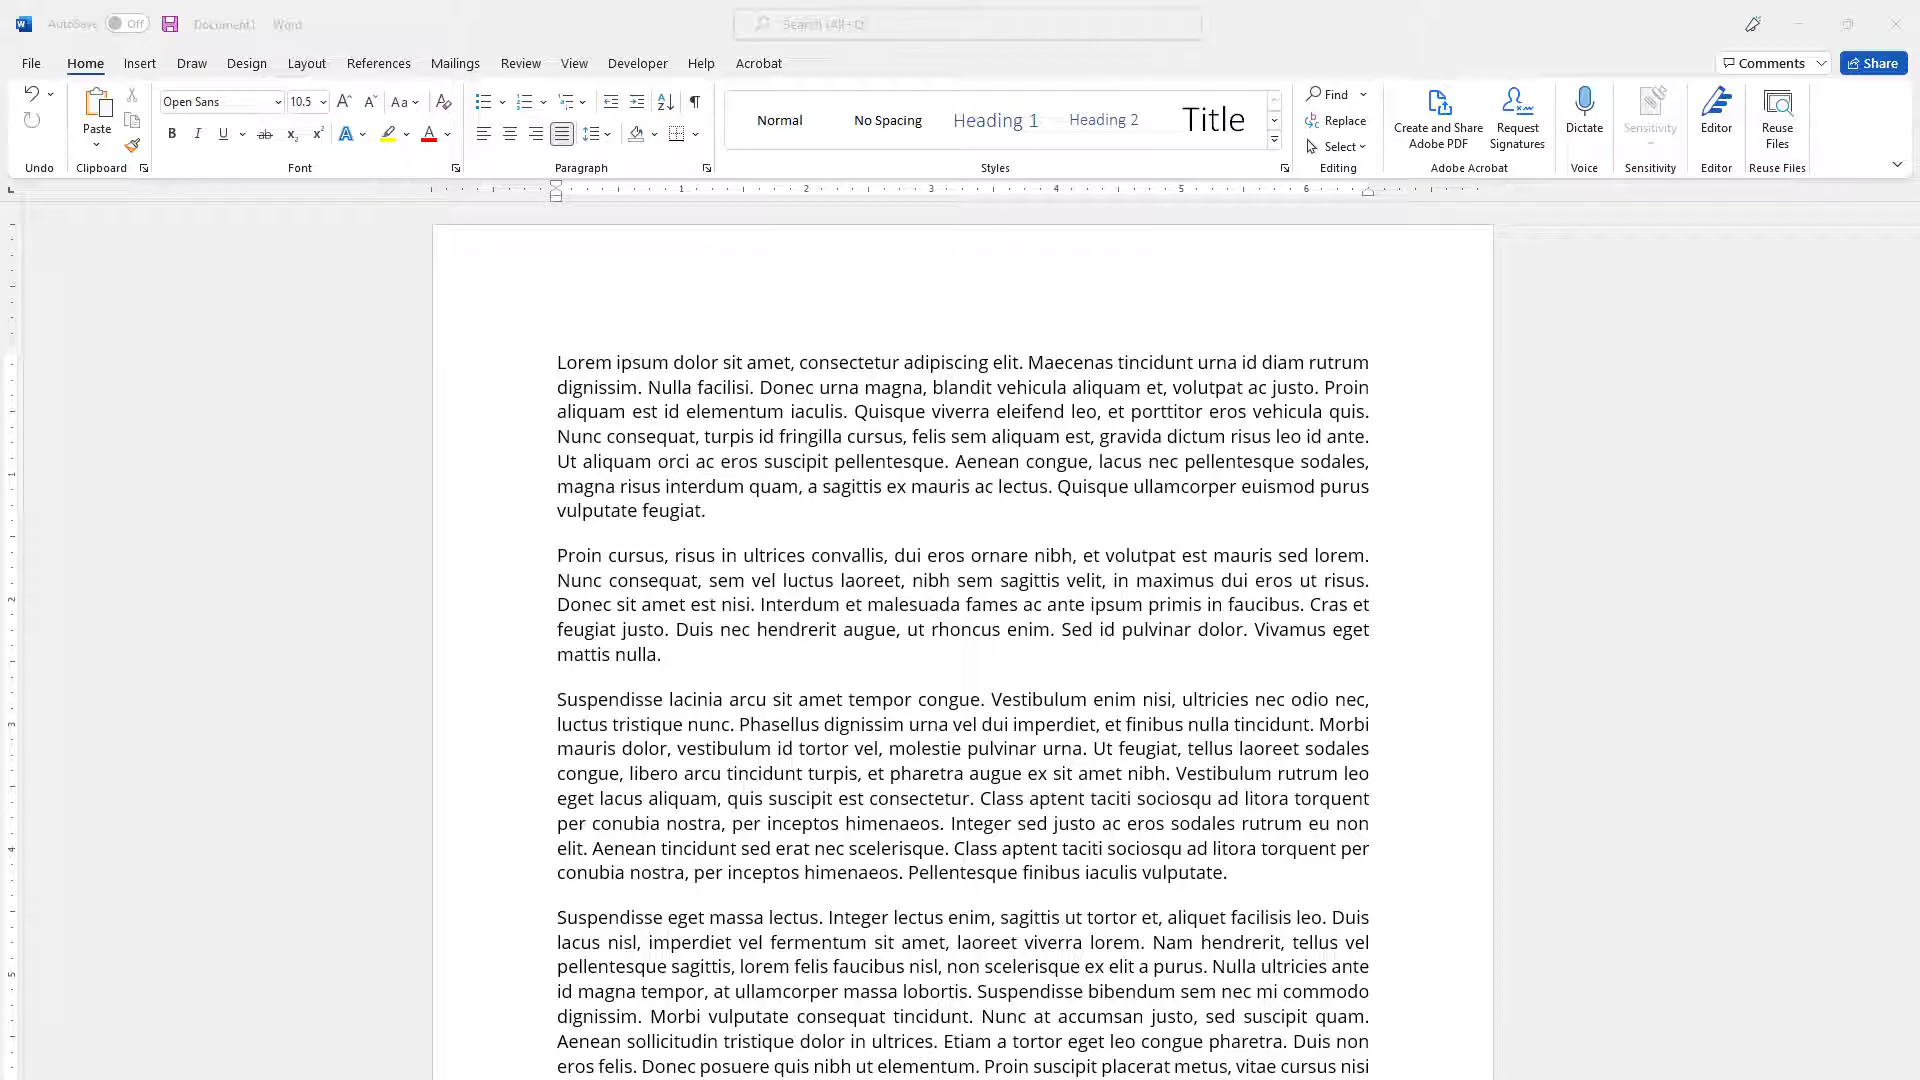 AutoSave Off Document1 Word Search (Alt+Q)
File Home Insert Draw Design Layout References Mailings Review View Developer Help Acrobat Comments Share
Open Sans 10.5 Aa
Paste
B I U ab x2 x2 A A
Normal No Spacing Heading 1 Heading 2 Title
Find
Replace
Select
Create and Share Adobe PDF
Request Signatures
Dictate
Sensitivity
Editor
Reuse Files
Undo Clipboard Font Paragraph Styles Editing Adobe Acrobat Voice Sensitivity Editor Reuse Files
1 2 3 4 5 6
Lorem ipsum dolor sit amet, consectetur adipiscing elit. Maecenas tincidunt urna id diam rutrum
dignissim. Nulla facilisi. Donec urna magna, blandit vehicula aliquam et, volutpat ac justo. Proin
aliquam est id elementum iaculis. Quisque viverra eleifend leo, et porttitor eros vehicula quis.
Nunc consequat, turpis id fringilla cursus, felis sem aliquam est, gravida dictum risus leo id ante.
Ut aliquam orci ac eros suscipit pellentesque. Aenean congue, lacus nec pellentesque sodales,
magna risus interdum quam, a sagittis ex mauris ac lectus. Quisque ullamcorper euismod purus
vulputate feugiat.
Proin cursus, risus in ultrices convallis, dui eros ornare nibh, et volutpat est mauris sed lorem.
Nunc consequat, sem vel luctus laoreet, nibh sem sagittis velit, in maximus dui eros ut risus.
Donec sit amet est nisi. Interdum et malesuada fames ac ante ipsum primis in faucibus. Cras et
feugiat justo. Duis nec hendrerit augue, ut rhoncus enim. Sed id pulvinar dolor. Vivamus eget
mattis nulla.
Suspendisse lacinia arcu sit amet tempor congue. Vestibulum enim nisi, ultricies nec odio nec,
luctus tristique nunc. Phasellus dignissim urna vel dui imperdiet, et finibus nulla tincidunt. Morbi
mauris dolor, vestibulum id tortor vel, molestie pulvinar urna. Ut feugiat, tellus laoreet sodales
congue, libero arcu tincidunt turpis, et pharetra augue ex sit amet nibh. Vestibulum rutrum leo
eget lacus aliquam, quis suscipit est consectetur. Class aptent taciti sociosqu ad litora torquent
per conubia nostra, per inceptos himenaeos. Integer sed justo ac eros sodales rutrum eu non
elit. Aenean tincidunt sed erat nec scelerisque. Class aptent taciti sociosqu ad litora torquent per
conubia nostra, per inceptos himenaeos. Pellentesque finibus iaculis vulputate.
Suspendisse eget massa lectus. Integer lectus enim, sagittis ut tortor et, aliquet facilisis leo. Duis
lacus nisl, imperdiet vel fermentum sit amet, laoreet viverra lorem. Nam hendrerit, tellus vel
pellentesque sagittis, lorem felis faucibus nisl, non scelerisque ex elit a purus. Nulla ultricies ante
id magna tempor, at ullamcorper massa lobortis. Suspendisse bibendum sem nec mi commodo
dignissim. Morbi vulputate consequat tincidunt. Nunc at accumsan justo, sed suscipit quam.
Aenean sollicitudin tristique dolor in ultrices. Etiam a tortor eget leo congue pharetra. Duis non
eros felis. Donec posuere quis nibh ut elementum. Proin suscipit placerat metus, vitae cursus nisi